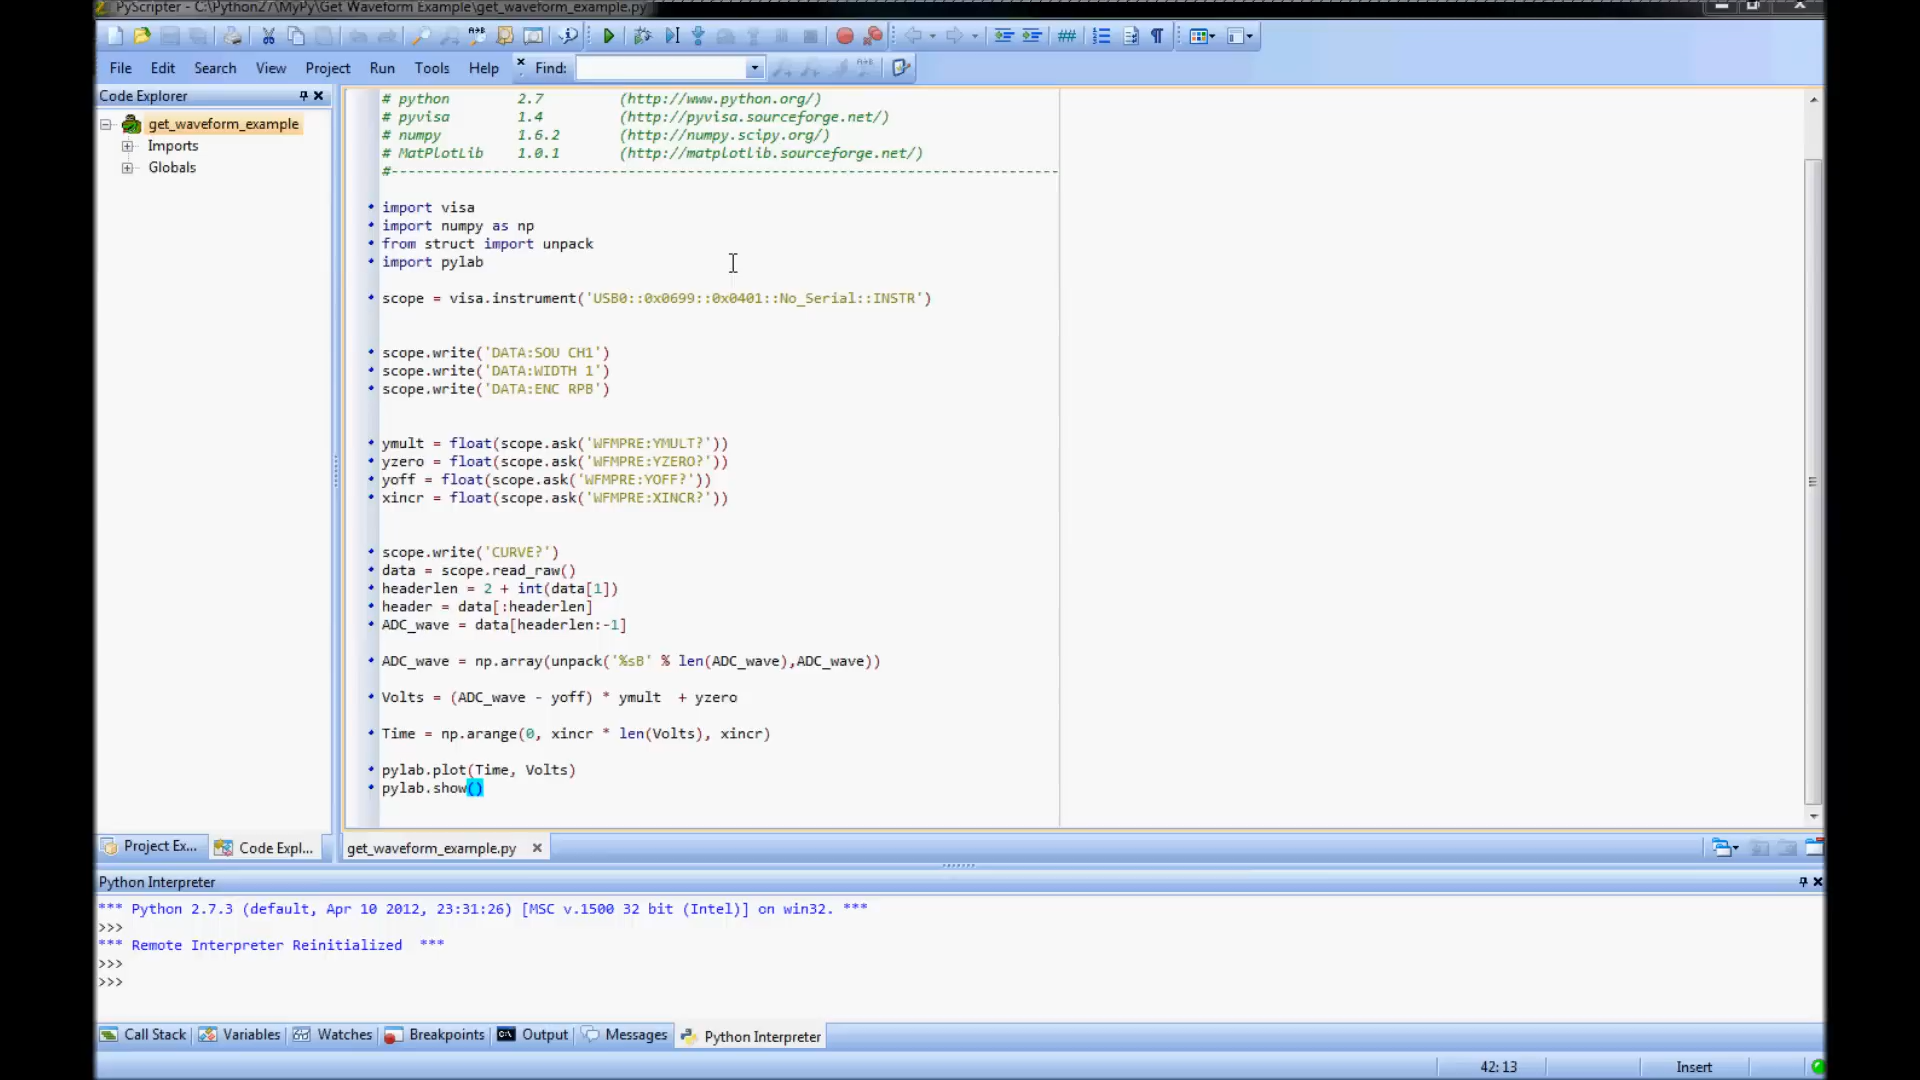 PyScripter - C:\Python27\MyPy\Get Waveform Example\get_waveform_example.py
File Edit Search View Project Run Tools Help Find:
Code Explorer
get_waveform_example
Imports
Globals
# python 2.7 (http://www.python.org/)
# pyvisa 1.4 (http://pyvisa.sourceforge.net/)
# numpy 1.6.2 (http://numpy.scipy.org/)
# MatPlotLib 1.0.1 (http://matplotlib.sourceforge.net/)
#-------------------------------------------------------------------------------
import visa
import numpy as np
from struct import unpack
import pylab
scope = visa.instrument('USB0::0x0699::0x0401::No_Serial::INSTR')
scope.write('DATA:SOU CH1')
scope.write('DATA:WIDTH 1')
scope.write('DATA:ENC RPB')
ymult = float(scope.ask('WFMPRE:YMULT?'))
yzero = float(scope.ask('WFMPRE:YZERO?'))
yoff = float(scope.ask('WFMPRE:YOFF?'))
xincr = float(scope.ask('WFMPRE:XINCR?'))
scope.write('CURVE?')
data = scope.read_raw()
headerlen = 2 + int(data[1])
header = data[:headerlen]
ADC_wave = data[headerlen:-1]
ADC_wave = np.array(unpack('%sB' % len(ADC_wave),ADC_wave))
Volts = (ADC_wave - yoff) * ymult  + yzero
Time = np.arange(0, xincr * len(Volts), xincr)
pylab.plot(Time, Volts)
pylab.show()
Project Ex... Code Expl... get_waveform_example.py
Python Interpreter
*** Python 2.7.3 (default, Apr 10 2012, 23:31:26) [MSC v.1500 32 bit (Intel)] on win32. ***
>>>
*** Remote Interpreter Reinitialized  ***
>>>
>>>
Call Stack Variables Watches Breakpoints Output Messages Python Interpreter
42:13 Insert